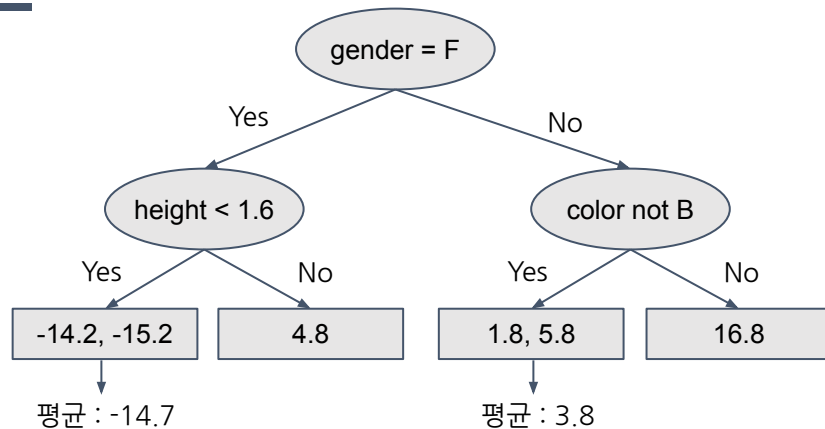 gender = F
Yes
No
height < 1.6
color not B
Yes
No
Yes
No
-14.2, -15.2
4.8
1.8, 5.8
16.8
평균 : -14.7
평균 : 3.8